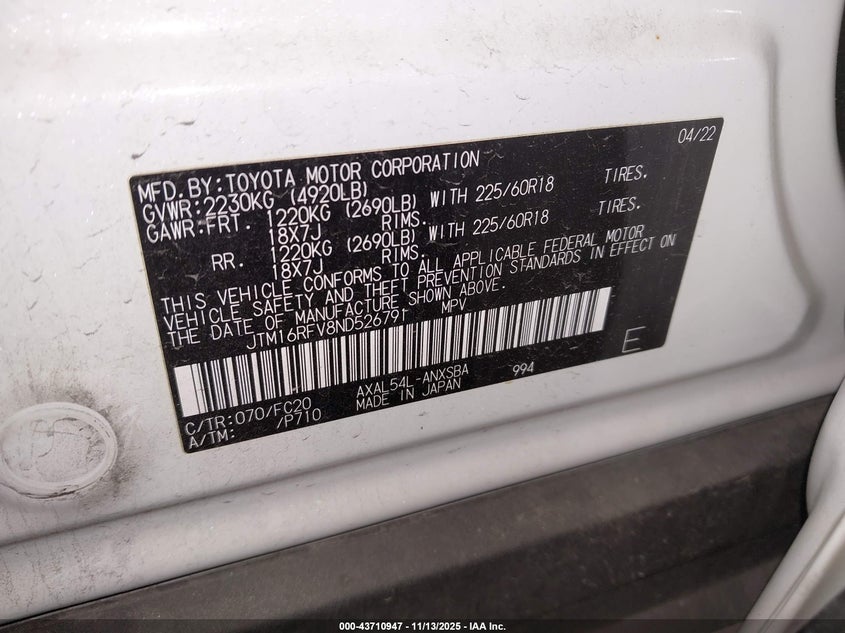 04/22
MFD.BY:TOYOTA MOTOR CORPORATION
GVWR:2230KG (4920LB)
GAWR:FRT. 1220KG (2690LB) WITH 225/60R18 TIRES.
18X7J RIMS.
RR. 1220KG (2690LB) WITH 225/60R18 TIRES.
18X7J RIMS.
THIS VEHICLE CONFORMS TO ALL APPLICABLE FEDERAL MOTOR
VEHICLE SAFETY AND THEFT PREVENTION STANDARDS IN EFFECT ON
THE DATE OF MANUFACTURE SHOWN ABOVE.
JTM16RFV8ND526791 MPV
C/TR:070/FC20 AXAL54L-ANXSBA 994 E
A/TM: /P710 MADE IN JAPAN
000-43710947 - 11/13/2025 - IAA Inc.